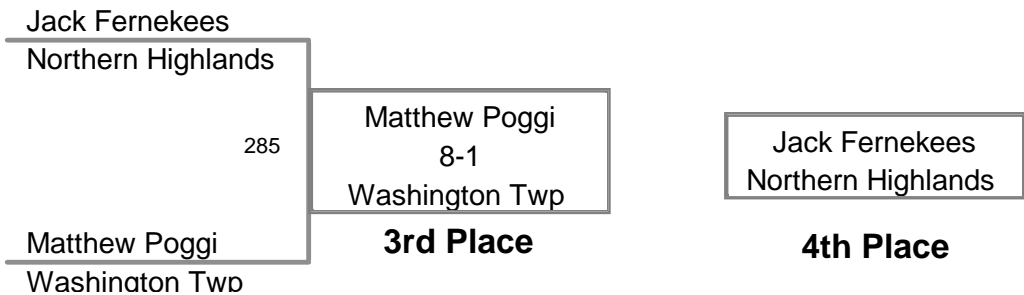 Jack Fernekees
Northern Highlands
285
Matthew Poggi
8-1
Washington Twp
3rd Place
Jack Fernekees
Northern Highlands
4th Place
Matthew Poggi
Washington Twp